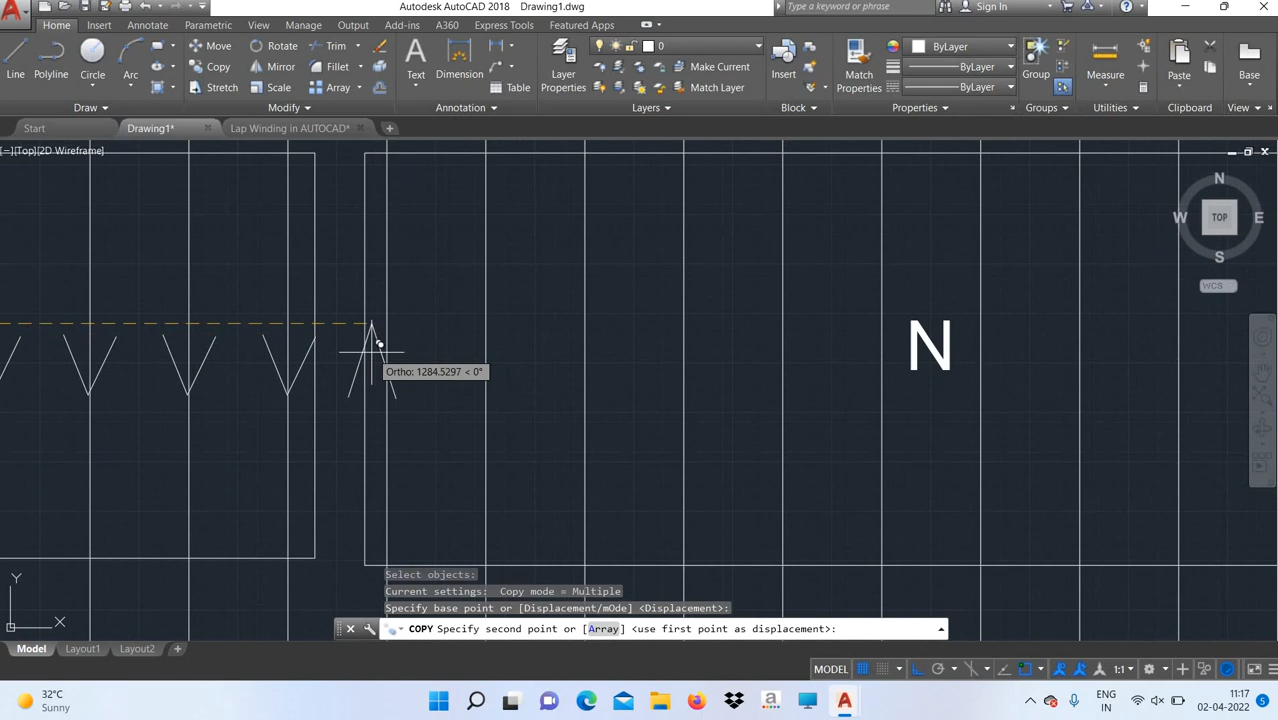 Autodesk AutoCAD 2018 Drawing1.dwg
Type a keyword or phrase
Sign In
Home Insert Annotate Parametric View Manage Output Add-ins A360 Express Tools Featured Apps
Line Polyline Circle Arc
Move Rotate Trim
Copy Mirror Fillet
Stretch Scale Array
Text Dimension Table
Layer Properties
0
Make Current
Match Layer
Insert
Match Properties
ByLayer
ByLayer
ByLayer
Group Measure Paste Base
Draw Modify Annotation Layers Block Properties Groups Utilities Clipboard View
Start Drawing1* Lap Winding in AUTOCAD*
[−][Top][2D Wireframe]
N
W TOP E
S
WCS
N
Ortho: 1284.5297 < 0°
Select objects:
Current settings: Copy mode = Multiple
Specify base point or [Displacement/mOde] <Displacement>:
COPY Specify second point or [Array] <use first point as displacement>:
Y
X
Model Layout1 Layout2
MODEL 1:1
32°C
Sunny
A
a
ENG
IN
11:17
02-04-2022
5